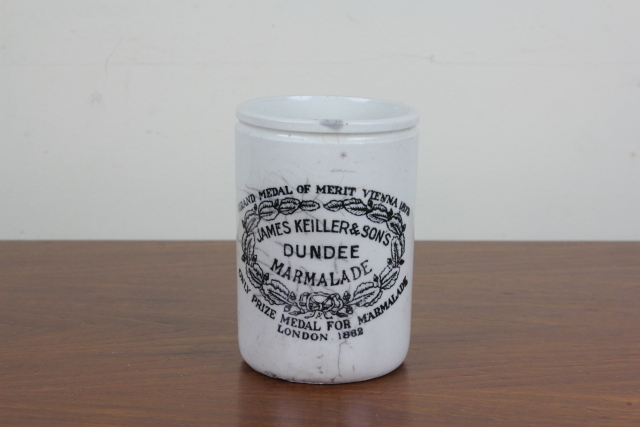 GRAND MEDAL OF MERIT VIENNA 1873
JAMES KEILLER & SONS
DUNDEE
MARMALADE
ONLY PRIZE MEDAL FOR MARMALADE
LONDON 1862